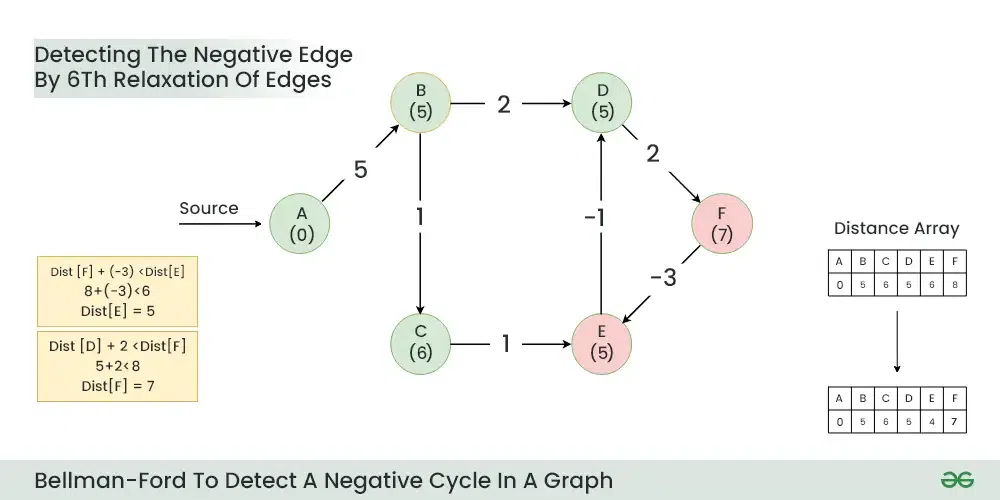 Detecting The Negative Edge
By 6Th Relaxation Of Edges
B
(5)
2
D
(5)
5
2
Source
A
(0)
1
-1
F
(7)
Distance Array
A B C D E F
0 5 6 5 6 8
Dist [F] + (-3) <Dist[E]
8+(-3)<6
Dist[E] = 5
-3
Dist [D] + 2 <Dist[F]
5+2<8
Dist[F] = 7
C
(6)
1
E
(5)
A B C D E F
0 5 6 5 4 7
Bellman-Ford To Detect A Negative Cycle In A Graph